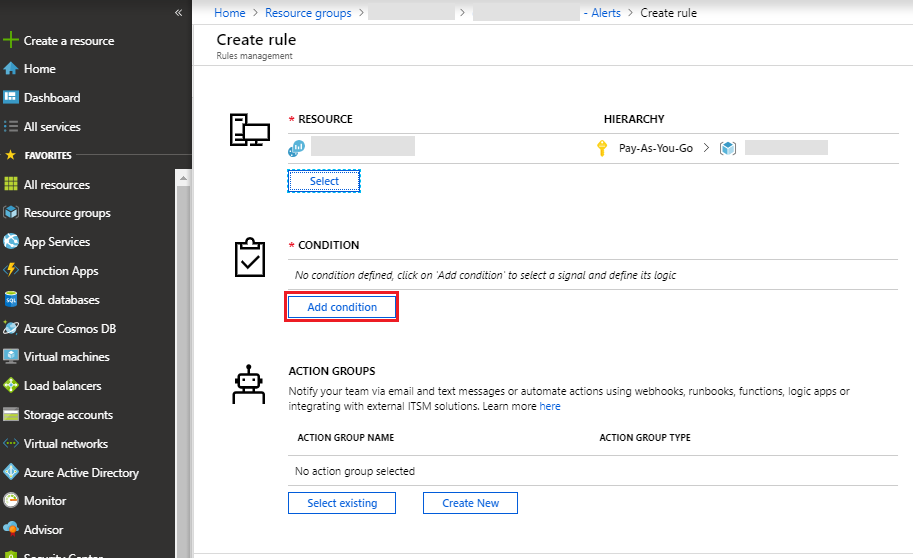 «
Home > Resource groups > > - Alerts > Create rule
Create rule
Rules management
Create a resource
Home
Dashboard
All services
FAVORITES
All resources
Resource groups
App Services
Function Apps
SQL databases
Azure Cosmos DB
Virtual machines
Load balancers
Storage accounts
Virtual networks
Azure Active Directory
Monitor
Advisor
Security Center
* RESOURCE
HIERARCHY
Pay-As-You-Go >
Select
* CONDITION
No condition defined, click on 'Add condition' to select a signal and define its logic
Add condition
ACTION GROUPS
Notify your team via email and text messages or automate actions using webhooks, runbooks, functions, logic apps or
integrating with external ITSM solutions. Learn more here
ACTION GROUP NAME
ACTION GROUP TYPE
No action group selected
Select existing
Create New